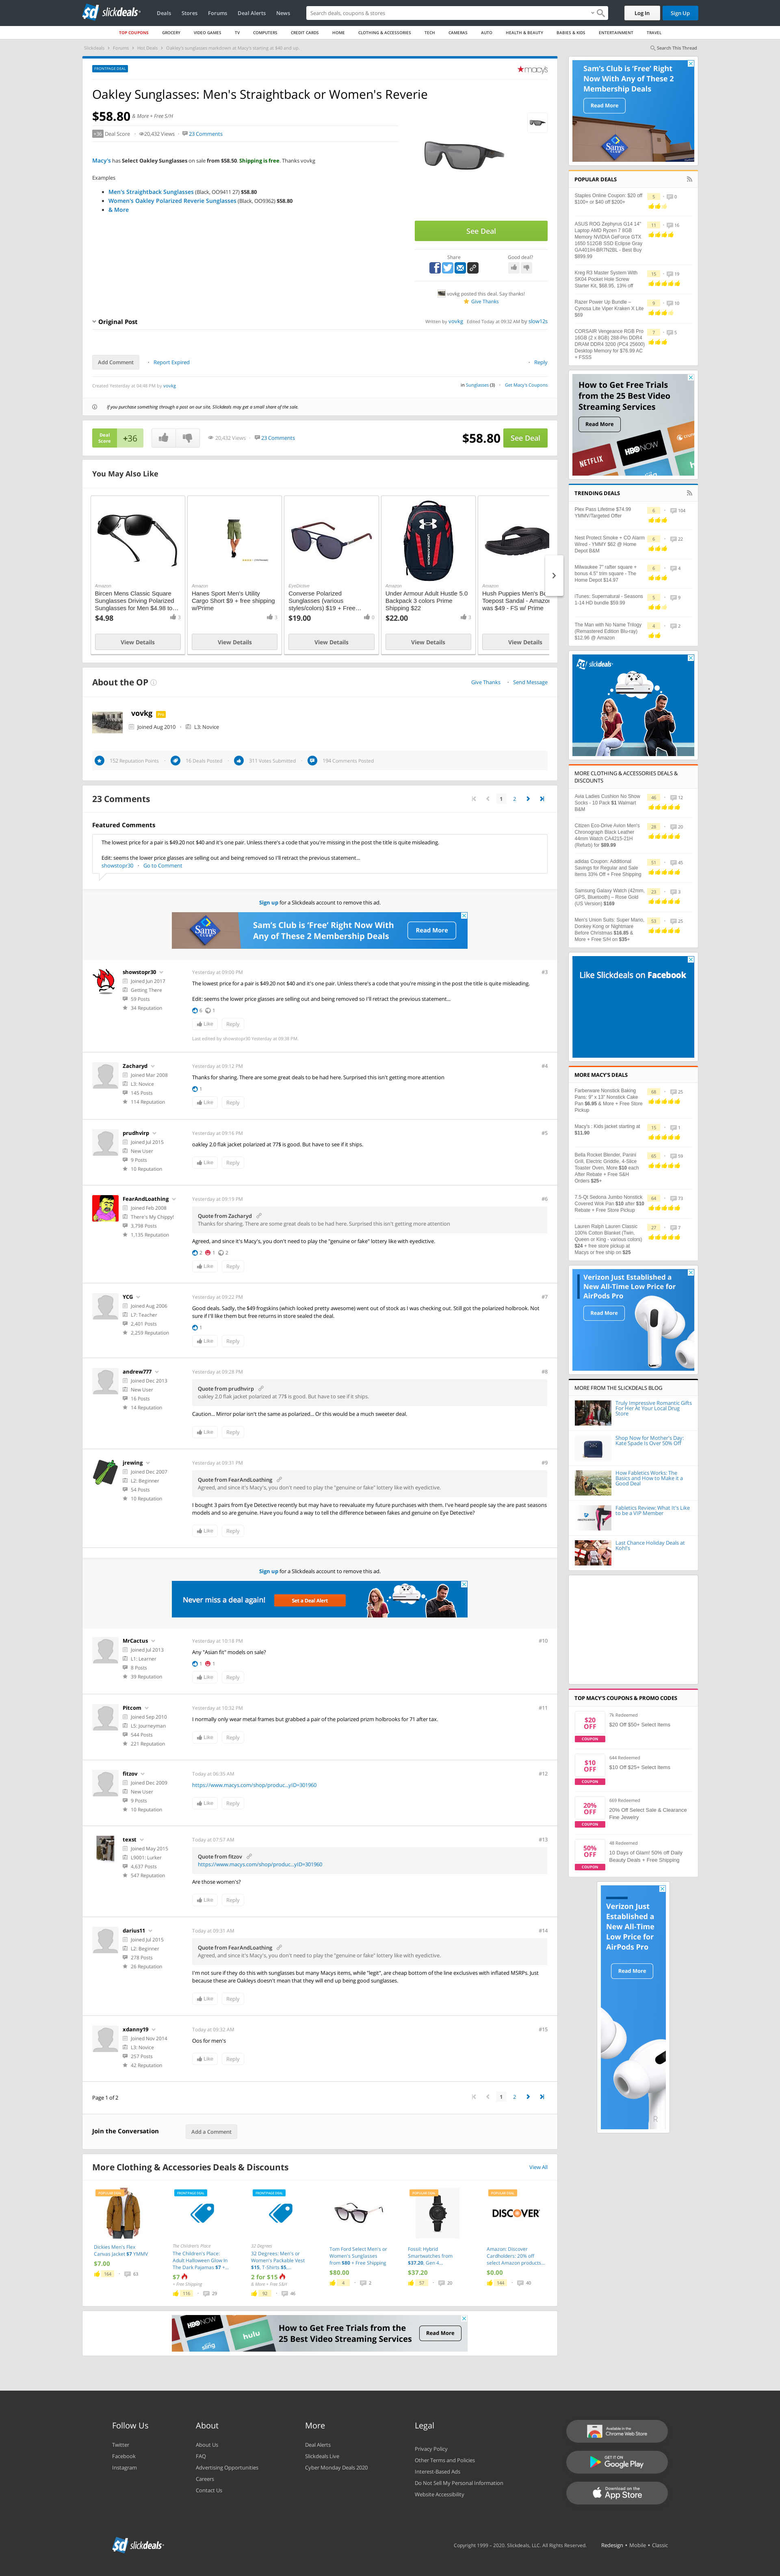 slickdeals
Deals Stores Forums Deal Alerts News
Search deals, coupons & stores
Log In Sign Up
TOP COUPONS GROCERY VIDEO GAMES TV COMPUTERS CREDIT CARDS HOME CLOTHING & ACCESSORIES TECH CAMERAS AUTO HEALTH & BEAUTY BABIES & KIDS ENTERTAINMENT TRAVEL
Search This Thread
FRONTPAGE DEAL
macys
Oakley Sunglasses: Men's Straightback or Women's Reverie
$58.80 & More + Free S/H
+36 Deal Score 20,432 Views 23 Comments
Macy's has Select Oakley Sunglasses on sale from $58.50. Shipping is free. Thanks vovkg
Examples
Men's Straightback Sunglasses (Black, OO9411 27) $58.80
Women's Oakley Polarized Reverie Sunglasses (Black, OO9362) $58.80
& More
See Deal
Share Good deal?
vovkg posted this deal. Say thanks!
Give Thanks
Original Post
Written by vovkg Edited Today at 09:32 AM by slow12s
Add Comment Report Expired Reply
Created Yesterday at 04:48 PM by vovkg
in Sunglasses (3) Get Macy's Coupons
If you purchase something through a post on our site, Slickdeals may get a small share of the sale.
Deal Score +36
20,432 Views 23 Comments
$58.80 See Deal
You May Also Like
Amazon
Bircen Mens Classic Square Sunglasses Driving Polarized Sunglasses for Men $4.98 to...
$4.98
View Details
Amazon
Hanes Sport Men's Utility Cargo Short $9 + free shipping w/Prime
View Details
EyeDictive
Converse Polarized Sunglasses (various styles/colors) $19 + Free...
$19.00
View Details
Amazon
Under Armour Adult Hustle 5.0 Backpack 3 colors Prime Shipping $22
$22.00
View Details
Amazon
Hush Puppies Men's Bu
Toepost Sandal - Amazon
was $49 - FS w/ Prime
View Details
About the OP
Give Thanks Send Message
vovkg Pro
Joined Aug 2010 L3: Novice
152 Reputation Points 18 Deals Posted 311 Votes Submitted 194 Comments Posted
23 Comments
1 2
Featured Comments
The lowest price for a pair is $49.20 not $40 and it's one pair. Unless there's a code that you're missing in the post the title is quite misleading.
Edit: seems the lower price glasses are selling out and being removed so I'll retract the previous statement...
showstopr30 Go to Comment
Sign up for a Slickdeals account to remove this ad.
Sam's Club is 'Free' Right Now With Any of These 2 Membership Deals
Read More
showstopr30
Joined Jun 2017
Getting There
59 Posts
34 Reputation
Yesterday at 09:00 PM #3
The lowest price for a pair is $49.20 not $40 and it's one pair. Unless there's a code that you're missing in the post the title is quite misleading.
Edit: seems the lower price glasses are selling out and being removed so I'll retract the previous statement...
6 1
Like Reply
Last edited by showstopr30 Yesterday at 09:38 PM.
Zacharyd
Joined Mar 2008
L3: Novice
145 Posts
114 Reputation
Yesterday at 09:12 PM #4
Thanks for sharing. There are some great deals to be had here. Surprised this isn't getting more attention
1
Like Reply
prudhvirp
Joined Jul 2015
New User
9 Posts
10 Reputation
Yesterday at 09:16 PM #5
oakley 2.0 flak jacket polarized at 77$ is good. But have to see if it ships.
Like Reply
FearAndLoathing
Joined Feb 2008
There's My Chippy!
3,798 Posts
1,135 Reputation
Yesterday at 09:19 PM #6
Quote from Zacharyd
Thanks for sharing. There are some great deals to be had here. Surprised this isn't getting more attention
Agreed, and since it's Macy's, you don't need to play the "genuine or fake" lottery like with eyedictive.
2 1 2
Like Reply
YCG
Joined Aug 2006
L7: Teacher
2,401 Posts
2,259 Reputation
Yesterday at 09:22 PM #7
Good deals. Sadly, the $49 frogskins (which looked pretty awesome) went out of stock as I was checking out. Still got the polarized holbrook. Not sure if I'll like them but free returns in store sealed the deal.
1
Like Reply
andrew777
Joined Dec 2013
New User
16 Posts
14 Reputation
Yesterday at 09:28 PM #8
Quote from prudhvirp
oakley 2.0 flak jacket polarized at 77$ is good. But have to see if it ships.
Caution... Mirror polar isn't the same as polarized... Or this would be a much sweeter deal.
Like Reply
jrewing
Joined Dec 2007
L2: Beginner
54 Posts
10 Reputation
Yesterday at 09:31 PM #9
Quote from FearAndLoathing
Agreed, and since it's Macy's, you don't need to play the "genuine or fake" lottery like with eyedictive.
I bought 3 pairs from Eye Detective recently but may have to reevaluate my future purchases with them. I've heard people say the are past seasons models and so are genuine. Have you found a way to tell the difference between fakes and genuine on Eye Detective?
Like Reply
Sign up for a Slickdeals account to remove this ad.
Never miss a deal again! Set a Deal Alert
MrCactus
Joined Jul 2013
L1: Learner
8 Posts
39 Reputation
Yesterday at 10:18 PM #10
Any "Asian fit" models on sale?
Like Reply
Pitcom
Joined Sep 2010
L5: Journeyman
544 Posts
221 Reputation
Yesterday at 10:32 PM #11
I normally only wear metal frames but grabbed a pair of the polarized prizm holbrooks for 71 after tax.
Like Reply
fitzov
Joined Dec 2009
New User
9 Posts
10 Reputation
Today at 06:35 AM #12
https://www.macys.com/shop/produc...yID=301960
Like Reply
texst
Joined May 2015
L9001: Lurker
4,637 Posts
547 Reputation
Today at 07:57 AM #13
Quote from fitzov
https://www.macys.com/shop/produc...yID=301960
Are those women's?
Like Reply
darius11
Joined Jul 2015
L2: Beginner
278 Posts
26 Reputation
Today at 09:31 AM #14
Quote from FearAndLoathing
Agreed, and since it's Macy's, you don't need to play the "genuine or fake" lottery like with eyedictive.
I'm not sure if they do this with sunglasses but many Macys items, while "legit", are cheap bottom of the line exclusives with inflated MSRPs. Just because these are Oakleys doesn't mean that they will end up being good sunglasses.
Like Reply
xdanny19
Joined Nov 2014
L3: Novice
257 Posts
42 Reputation
Today at 09:32 AM #15
Oos for men's
Like Reply
Page 1 of 2
1 2
Join the Conversation Add a Comment
More Clothing & Accessories Deals & Discounts View All
Dickies Men's Flex Canvas Jacket $7 YMMV
$7.00
The Children's Place
The Children's Place: Adult Halloween Glow In The Dark Pajamas $7 +...
$7
+ Free Shipping
32 Degrees
32 Degrees: Men's or Women's Packable Vest $15, T-Shirts $5,...
2 for $15
& More + Free S&H
Tom Ford Select Men's or Women's Sunglasses from $80 + Free Shipping
$80.00
Fossil: Hybrid Smartwatches from $37.20, Gen 4...
$37.20
DISCOVER
Amazon: Discover Cardholders: 20% off select Amazon products...
$0.00
How to Get Free Trials from the 25 Best Video Streaming Services
Read More
Sam's Club is 'Free' Right Now With Any of These 2 Membership Deals
Read More
POPULAR DEALS
Staples Online Coupon: $20 off $100+ or $40 off $200+
ASUS ROG Zephyrus G14 14" Laptop AMD Ryzen 7 8GB Memory NVIDIA GeForce GTX 1650 512GB SSD Eclipse Gray GA401IH-BR7N2BL - Best Buy $899.99
Kreg R3 Master System With SK04 Pocket Hole Screw Starter Kit, $68.95, 13% off
Razer Power Up Bundle – Cynosa Lite Viper Kraken X Lite $69
CORSAIR Vengeance RGB Pro 16GB (2 x 8GB) 288-Pin DDR4 DRAM DDR4 3200 (PC4 25600) Desktop Memory for $76.99 AC + FSSS
How to Get Free Trials from the 25 Best Video Streaming Services
Read More
NETFLIX HBO NOW
TRENDING DEALS
Plex Pass Lifetime $74.99 YMMV/Targeted Offer
Nest Protect Smoke + CO Alarm Wired - YMMV $62 @ Home Depot B&M
Milwaukee 7" rafter square + bonus 4.5" trim square - The Home Depot $14.97
iTunes: Supernatural - Seasons 1-14 HD bundle $59.99
The Man with No Name Trilogy (Remastered Edition Blu-ray) $12.96 @ Amazon
slickdeals
MORE CLOTHING & ACCESSORIES DEALS & DISCOUNTS
Avia Ladies Cushion No Show Socks - 10 Pack $1 Walmart B&M
Citizen Eco-Drive Axion Men's Chronograph Black Leather 44mm Watch CA4215-21H (Refurb) for $89.99
adidas Coupon: Additional Savings for Regular and Sale Items 33% Off + Free Shipping
Samsung Galaxy Watch (42mm, GPS, Bluetooth) – Rose Gold (US Version) $169
Men's Union Suits: Super Mario, Donkey Kong or Nightmare Before Christmas $16.85 & More + Free S/H on $35+
Like Slickdeals on Facebook
MORE MACY'S DEALS
Farberware Nonstick Baking Pans: 9" x 13" Nonstick Cake Pan $6.95 & More + Free Store Pickup
Macy's : Kids jacket starting at $11.90
Bella Rocket Blender, Panini Grill, Electric Griddle, 4-Slice Toaster Oven, More $10 each After Rebate + Free S&H Orders $25+
7.5-Qt Sedona Jumbo Nonstick Covered Wok Pan $10 after $10 Rebate + Free Store Pickup
Lauren Ralph Lauren Classic 100% Cotton Blanket (Twin, Queen or King - various colors) $24 + free store pickup at Macys or free ship on $25
Verizon Just Established a New All-Time Low Price for AirPods Pro
Read More
MORE FROM THE SLICKDEALS BLOG
Truly Impressive Romantic Gifts For Her At Your Local Drug Store
Shop Now for Mother's Day: Kate Spade Is Over 50% Off
How Fabletics Works: The Basics and How to Make it a Good Deal
Fabletics Review: What It's Like to be a VIP Member
Last Chance Holiday Deals at Kohl's
TOP MACY'S COUPONS & PROMO CODES
$20 OFF COUPON
7k Redeemed
$20 Off $50+ Select Items
$10 OFF COUPON
644 Redeemed
$10 Off $25+ Select Items
20% OFF COUPON
669 Redeemed
20% Off Select Sale & Clearance Fine Jewelry
50% OFF COUPON
48 Redeemed
10 Days of Glam! 50% off Daily Beauty Deals + Free Shipping
Verizon Just Established a New All-Time Low Price for AirPods Pro
Read More
Follow Us
Twitter
Facebook
Instagram
About
About Us
FAQ
Advertising Opportunities
Careers
Contact Us
More
Deal Alerts
Slickdeals Live
Cyber Monday Deals 2020
Legal
Privacy Policy
Other Terms and Policies
Interest-Based Ads
Do Not Sell My Personal Information
Website Accessibility
Available in the Chrome Web Store
GET IT ON Google Play
Download on the App Store
slickdeals
Copyright 1999 – 2020. Slickdeals, LLC. All Rights Reserved. Redesign • Mobile • Classic